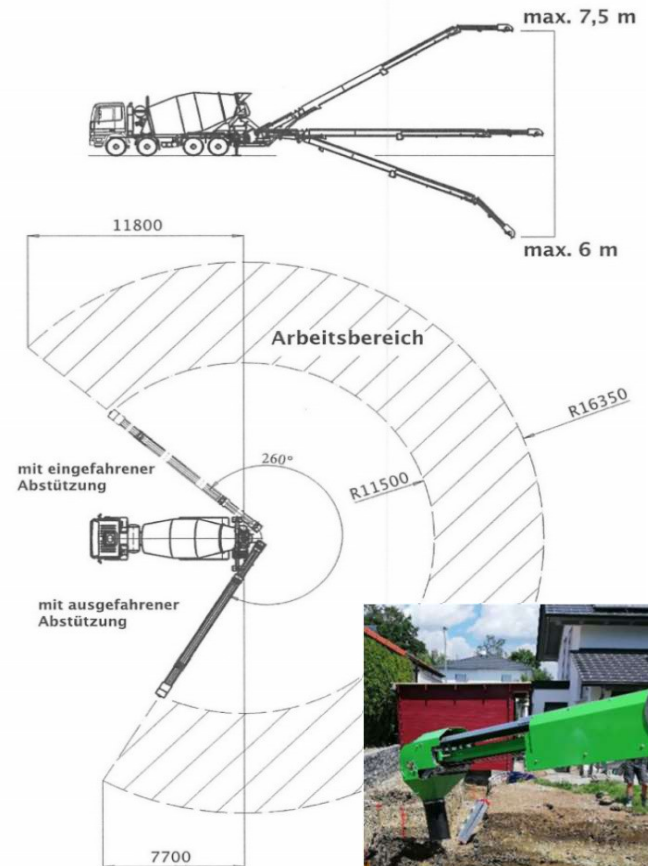 max. 7,5 m
max. 6 m
11800
Arbeitsbereich
R16350
mit eingefahrener
Abstützung
260°
R11500
mit ausgefahrener
Abstützung
7700